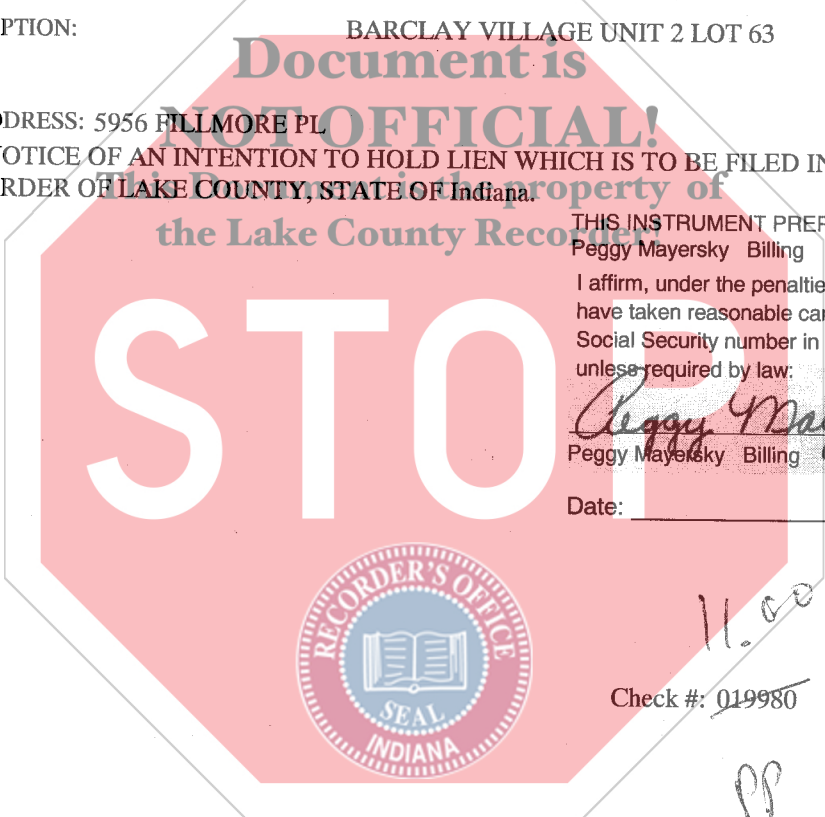 PTION: BARCLAY VILLAGE UNIT 2 LOT 63
Document is
DRESS: 5956 FILLMORE PL
NOT OFFICIAL!
OTICE OF AN INTENTION TO HOLD LIEN WHICH IS TO BE FILED IN
RDER OF LAKE COUNTY, STATE OF Indiana.
This Document is the property of
the Lake County Recorder!
THIS INSTRUMENT PREP
Peggy Mayersky Billing
I affirm, under the penaltie
have taken reasonable car
Social Security number in
unless required by law:
STOP
Peggy Ma
Peggy Mayersky Billing
Date:
RECORDER'S OFFICE
SEAL
INDIANA
11.00
Check #: 019980
PP